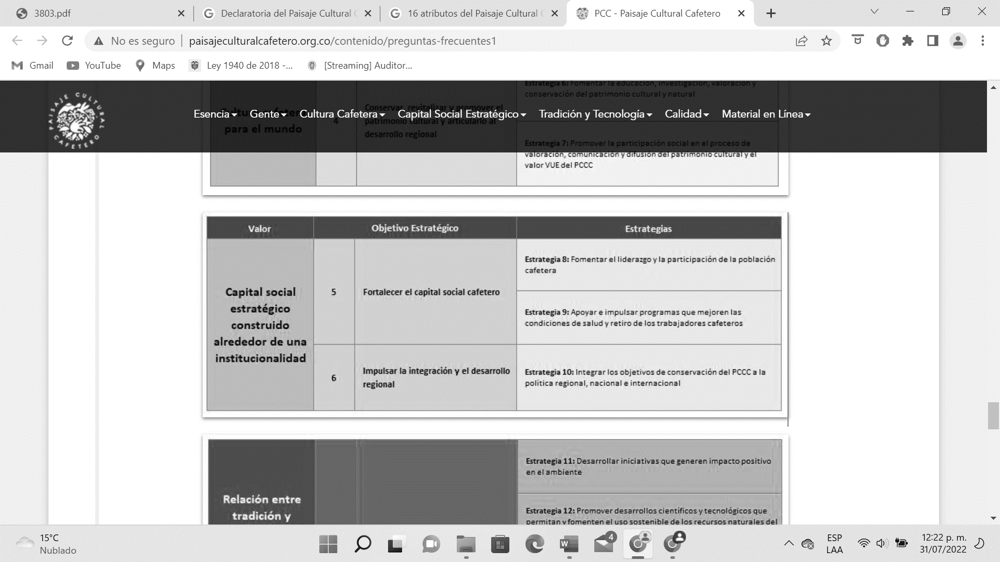 3803.pdf
Declaratoria del Paisaje Cultural
16 atributos del Paisaje Cultural
PCC - Paisaje Cultural Cafetero
No es seguro
paisajeculturalcafetero.org.co/contenido/preguntas-frecuentes1
Gmail
YouTube
Maps
Ley 1940 de 2018 -...
[Streaming] Auditor...
PAISAJE CULTURAL
CAFETERO
Esencia
Gente
Cultura Cafetera
Capital Social Estratégico
Tradición y Tecnología
Calidad
Material en Línea
para el mundo
4
Conservar, revitalizar y promover el
patrimonio cultural y articularlo al
desarrollo regional
Estrategia 6: Fomentar la educación, investigación, valoración y
conservación del patrimonio cultural y natural
Estrategia 7: Promover la participación social en el proceso de
valoración, comunicación y difusión del patrimonio cultural y el
valor VUE del PCCC
Valor
Objetivo Estratégico
Estrategias
Capital social
estratégico
construido
alrededor de una
institucionalidad
5
Fortalecer el capital social cafetero
Estrategia 8: Fomentar el liderazgo y la participación de la población
cafetera
Estrategia 9: Apoyar e impulsar programas que mejoren las
condiciones de salud y retiro de los trabajadores cafeteros
6
Impulsar la integración y el desarrollo
regional
Estrategia 10: Integrar los objetivos de conservación del PCCC a la
política regional, nacional e internacional
Relación entre
tradición y
Estrategia 11: Desarrollar iniciativas que generen impacto positivo
en el ambiente
Estrategia 12: Promover desarrollos científicos y tecnológicos que
permitan y fomenten el uso sostenible de los recursos naturales del
15°C
Nublado
4
ESP
LAA
12:22 p. m.
31/07/2022